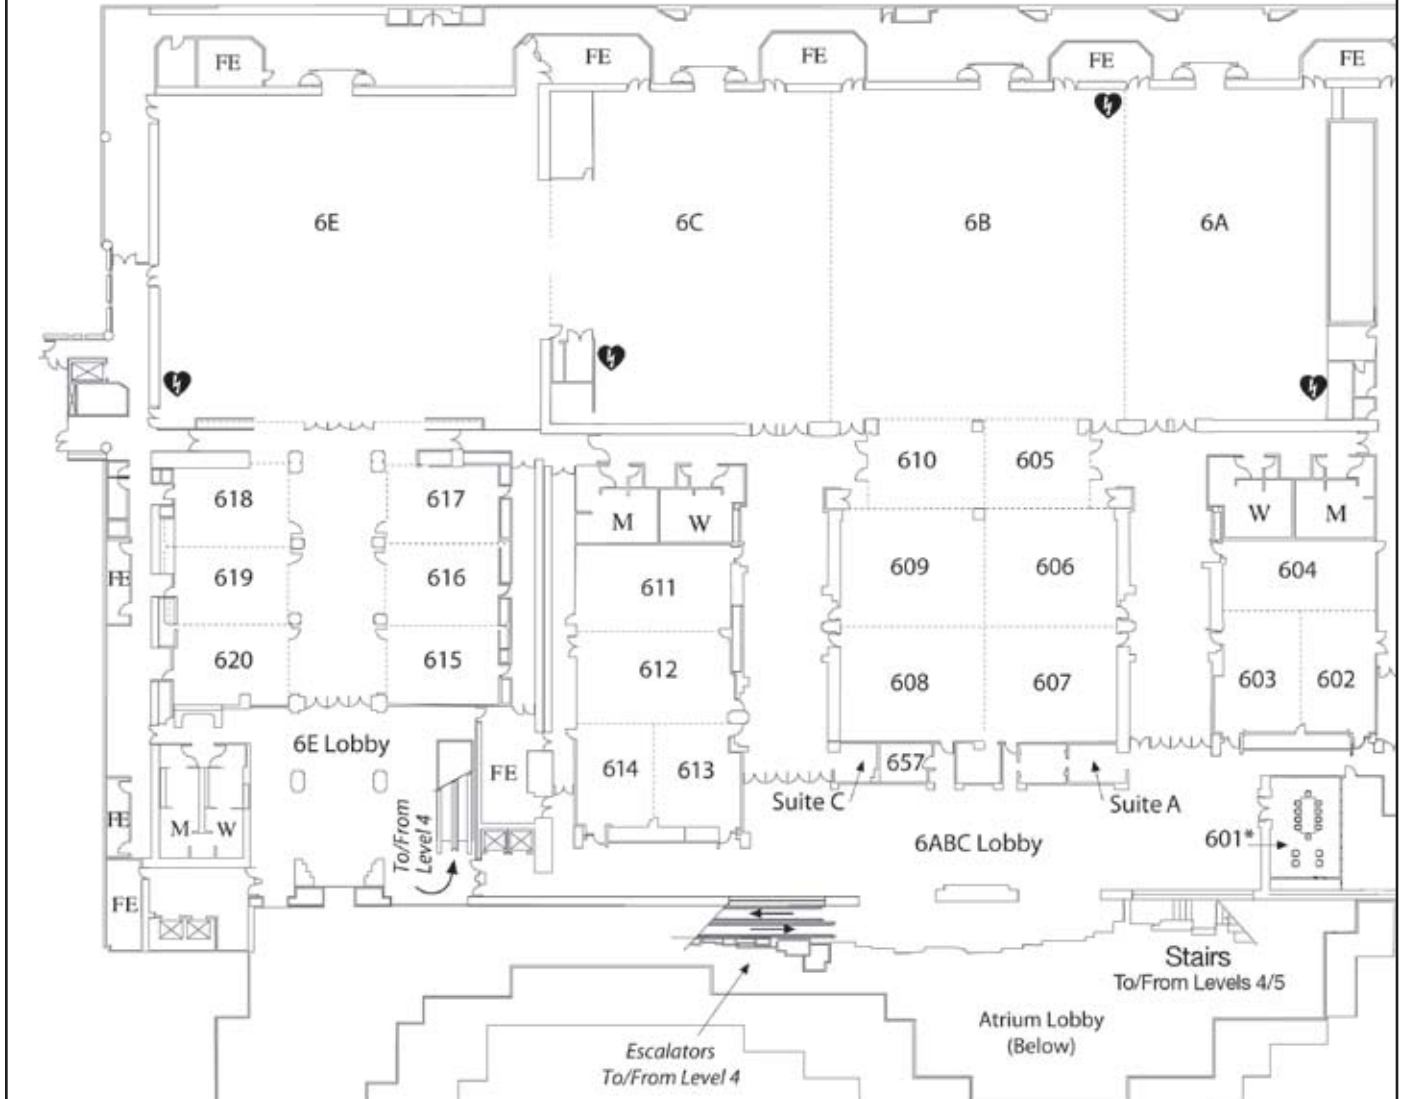 FE
FE
FE
FE
FE
6E
6C
6B
6A
610
605
618
617
M
W
W
M
FE
619
616
611
609
606
604
620
615
612
608
607
603
602
6E Lobby
FE
614
613
657
Suite C
Suite A
FE
M
W
To/From
Level 4
6ABC Lobby
601*
FE
Stairs
To/From Levels 4/5
Atrium Lobby
(Below)
Escalators
To/From Level 4